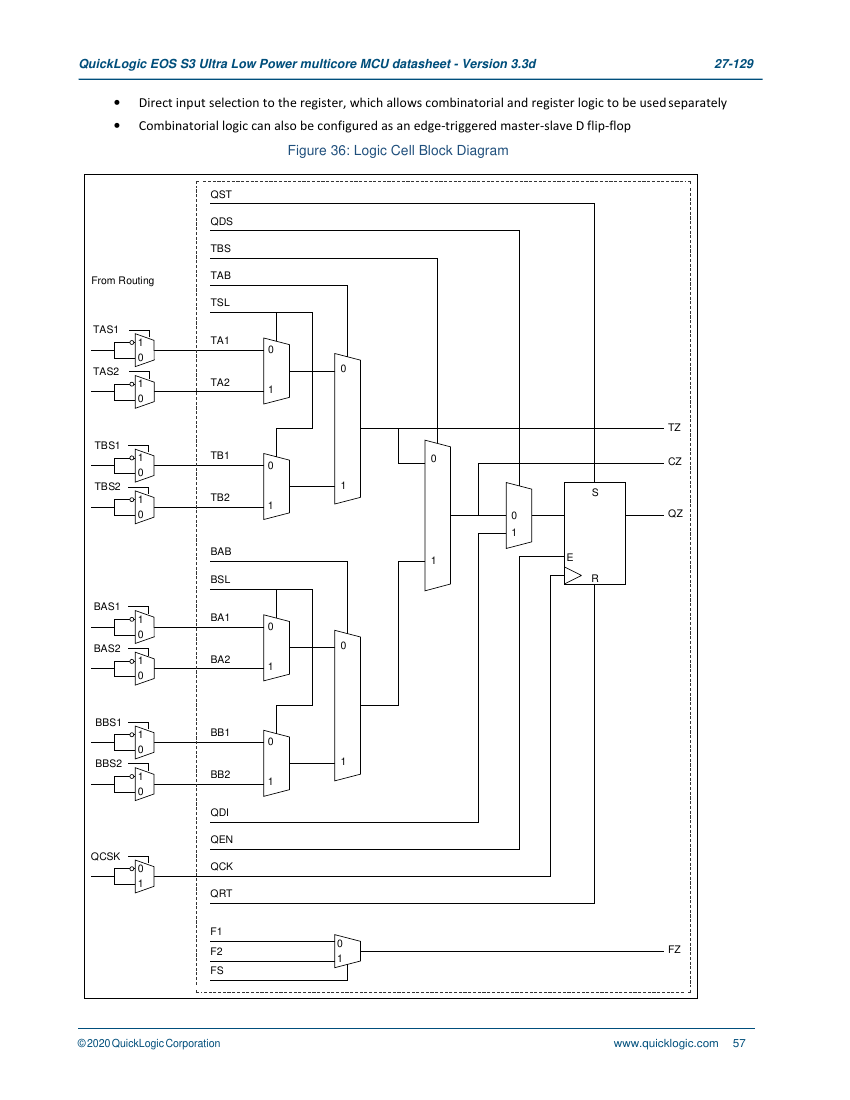 QuickLogic EOS S3 Ultra Low Power multicore MCU datasheet - Version 3.3d 27-129
• Direct input selection to the register, which allows combinatorial and register logic to be used separately
• Combinatorial logic can also be configured as an edge-triggered master-slave D flip-flop
Figure 36: Logic Cell Block Diagram
QST
QDS
TBS
TAB
From Routing
TSL
TAS1
1
0
TA1
0
TAS2
1
0
TA2
1
0
TZ
TBS1
1
0
TB1
0
0
CZ
TBS2
1
0
TB2
1
1
S
0
QZ
1
BAB
1
E
BSL
R
BAS1
1
0
BA1
0
BAS2
1
0
BA2
1
0
BBS1
1
0
BB1
0
BBS2
1
0
BB2
1
1
QDI
QEN
QCSK
0
1
QCK
QRT
F1
0
F2
1
FZ
FS
©2020 QuickLogic Corporation www.quicklogic.com 57